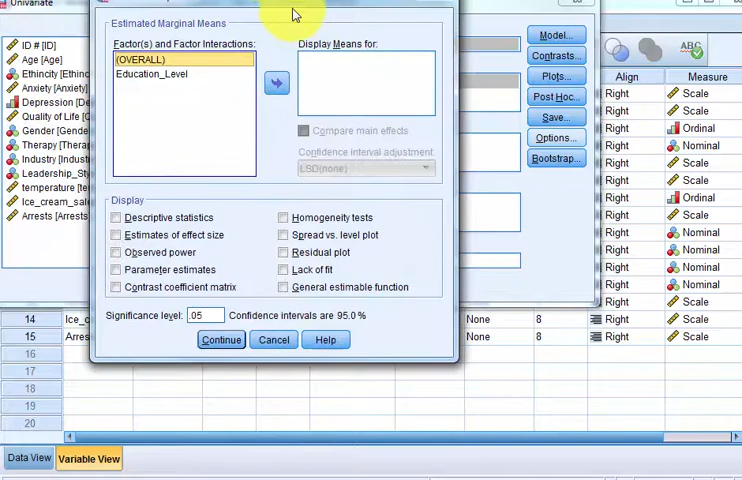 Univariate
Estimated Marginal Means
Factor(s) and Factor Interactions:
Display Means for:
(OVERALL)
Education_Level
Compare main effects
Confidence interval adjustment:
LSD(none)
Display
Descriptive statistics
Homogeneity tests
Estimates of effect size
Spread vs. level plot
Observed power
Residual plot
Parameter estimates
Lack of fit
Contrast coefficient matrix
General estimable function
Significance level: .05 Confidence intervals are 95.0 %
Continue Cancel Help
ID # [ID]
Age [Age]
Ethincity [Ethinc
Anxiety [Anxiety]
Depression [De
Quality of Life [Q
Gender [Gender]
Therapy [Therap
Industry [Industr
Leadership_Sty
temperature [te
Ice_cream_sale
Arrests [Arrests]
Model...
Contrasts...
Plots...
Post Hoc...
Save...
Options...
Bootstrap...
ABC
Align Measure
Right Scale
Right Scale
Right Ordinal
Right Nominal
Right Scale
Right Scale
Right Ordinal
Right Scale
Right Nominal
Right Nominal
Right Nominal
Right Nominal
Right Scale
14 Ice_c None 8 Right Scale
15 Arres None 8 Right Scale
16
17
18
19
20
Data View Variable View